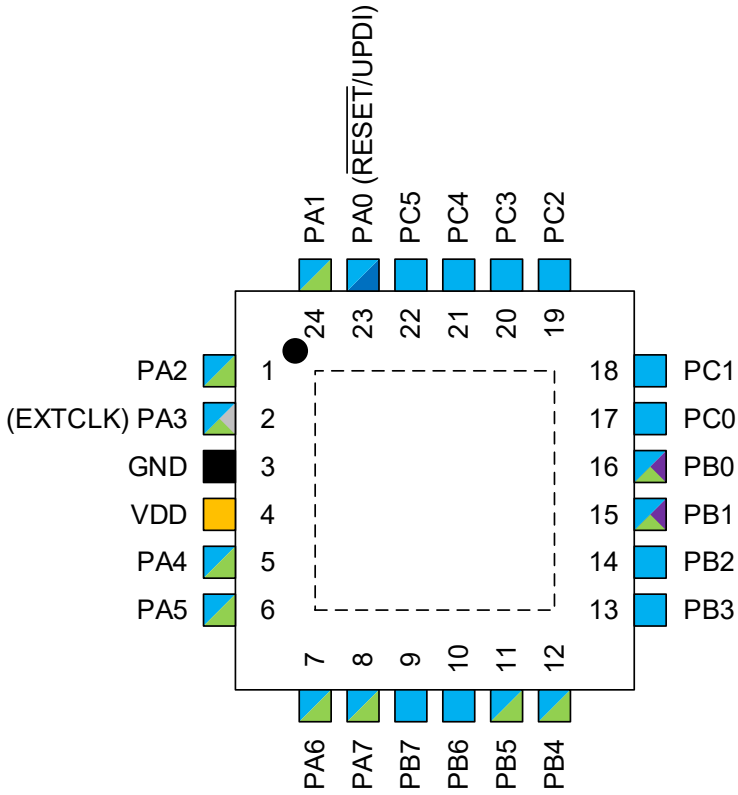 PA1
PA0 (RESET/UPDI)
PC5
PC4
PC3
PC2
24
23
22
21
20
19
PA2 1
(EXTCLK) PA3 2
GND 3
VDD 4
PA4 5
PA5 6
18 PC1
17 PC0
16 PB0
15 PB1
14 PB2
13 PB3
7
8
9
10
11
12
PA6
PA7
PB7
PB6
PB5
PB4